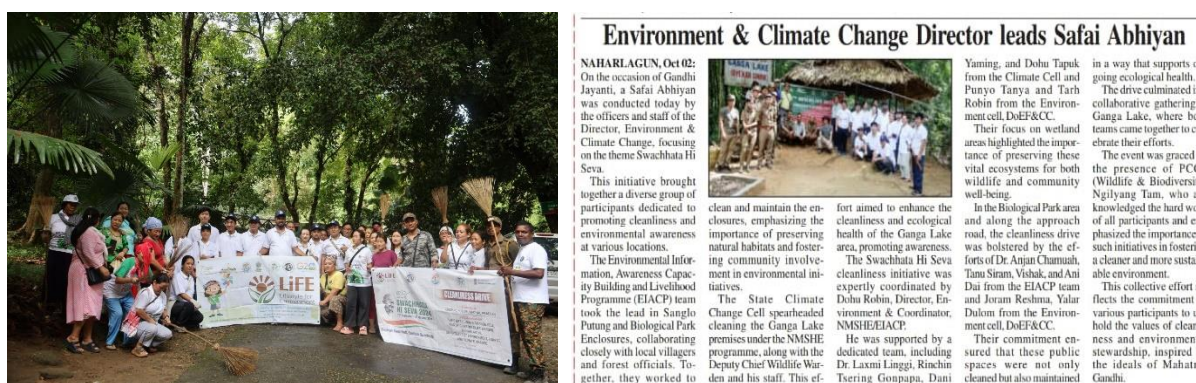 LiFE
Lifestyle for
SWACHHATA
HI SEVA 2024
CLEANLINESS DRIVE
Environment & Climate Change Director leads Safai Abhiyan
NAHARLAGUN, Oct 02:
On the occasion of Gandhi
Jayanti, a Safai Abhiyan
was conducted today by
the officers and staff of the
Director, Environment &
Climate Change, focusing
on the theme Swachhata Hi
Seva.
This initiative brought
together a diverse group of
participants dedicated to
promoting cleanliness and
environmental awareness
at various locations.
The Environmental Infor-
mation, Awareness Capac-
ity Building and Livelihood
Programme (EIACP) team
took the lead in Sanglo
Putung and Biological Park
Enclosures, collaborating
closely with local villagers
and forest officials. To-
gether, they worked to
GANGA LAKE
clean and maintain the en-
closures, emphasizing the
importance of preserving
natural habitats and foster-
ing community involve-
ment in environmental ini-
tiatives.
The State Climate
Change Cell spearheaded
cleaning the Ganga Lake
premises under the NMSHE
programme, along with the
Deputy Chief Wildlife War-
den and his staff. This ef-
fort aimed to enhance the
cleanliness and ecological
health of the Ganga Lake
area, promoting awareness.
The Swachhata Hi Seva
cleanliness initiative was
expertly coordinated by
Dohu Robin, Director, En-
vironment & Coordinator,
NMSHE/EIACP.
He was supported by a
dedicated team, including
Dr. Laxmi Linggi, Rinchin
Tsering Gonpapa, Dani
Yaming, and Dohu Tapuk
from the Climate Cell and
Punyo Tanya and Tarh
Robin from the Environ-
ment cell, DoEF&CC.
Their focus on wetland
areas highlighted the impor-
tance of preserving these
vital ecosystems for both
wildlife and community
well-being.
In the Biological Park area
and along the approach
road, the cleanliness drive
was bolstered by the ef-
forts of Dr. Anjan Chamuah,
Tanu Siram, Vishak, and Ani
Dai from the EIACP team
and Joram Reshma, Yalar
Dulom from the Environ-
ment cell, DoEF&CC.
Their commitment en-
sured that these public
spaces were not only
cleaned but also maintained
in a way that supports
going ecological health.
The drive culminated
collaborative gathering
Ganga Lake, where
teams came together to
ebrate their efforts.
The event was graced
the presence of
(Wildlife &
Ngilyang Tam, who
knowledged the hard
of all participants and
phasized the importance
such initiatives in
a cleaner and more
able environment.
This collective effort
flects the commitment
various participants to
hold the values of
ness and environmen
stewardship, inspired
the ideals of
Gandhi.